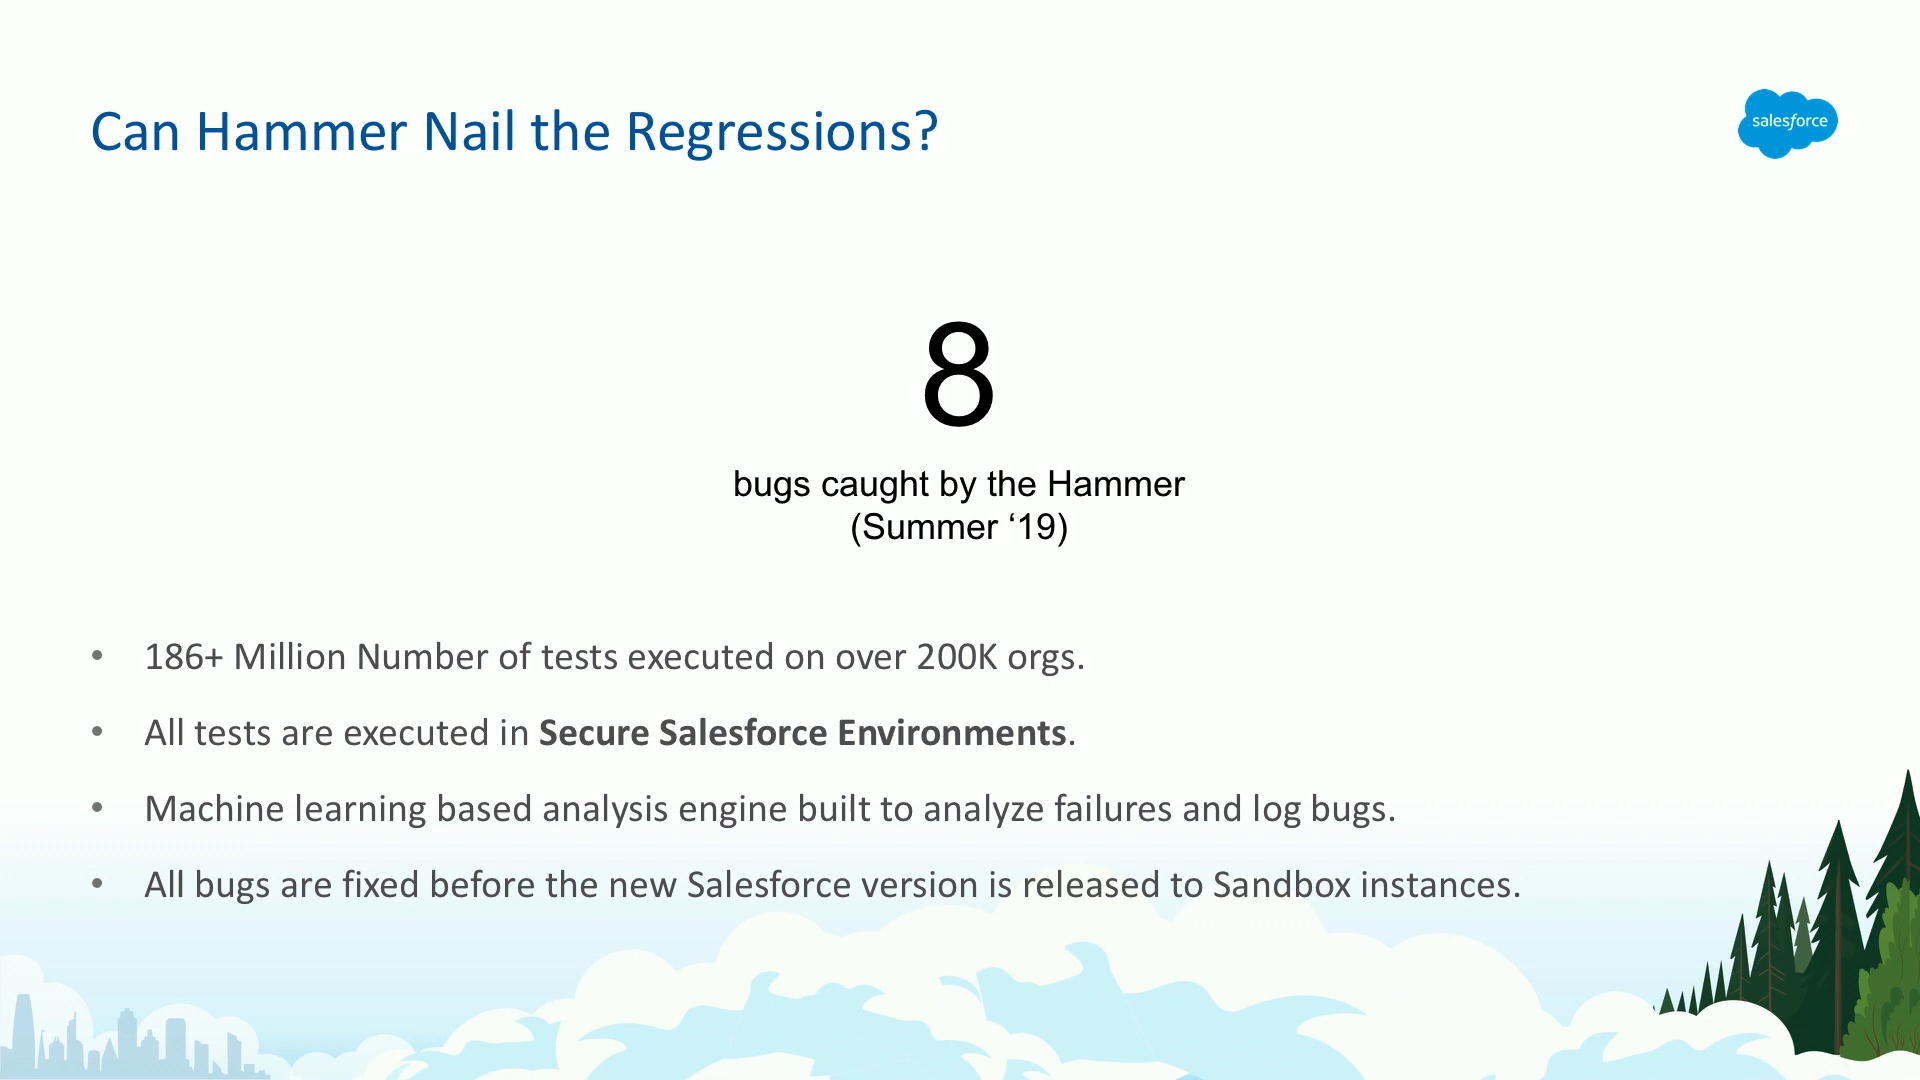 Can Hammer Nail the Regressions?
salesforce
8
bugs caught by the Hammer
(Summer ‘19)
• 186+ Million Number of tests executed on over 200K orgs.
• All tests are executed in Secure Salesforce Environments.
• Machine learning based analysis engine built to analyze failures and log bugs.
• All bugs are fixed before the new Salesforce version is released to Sandbox instances.